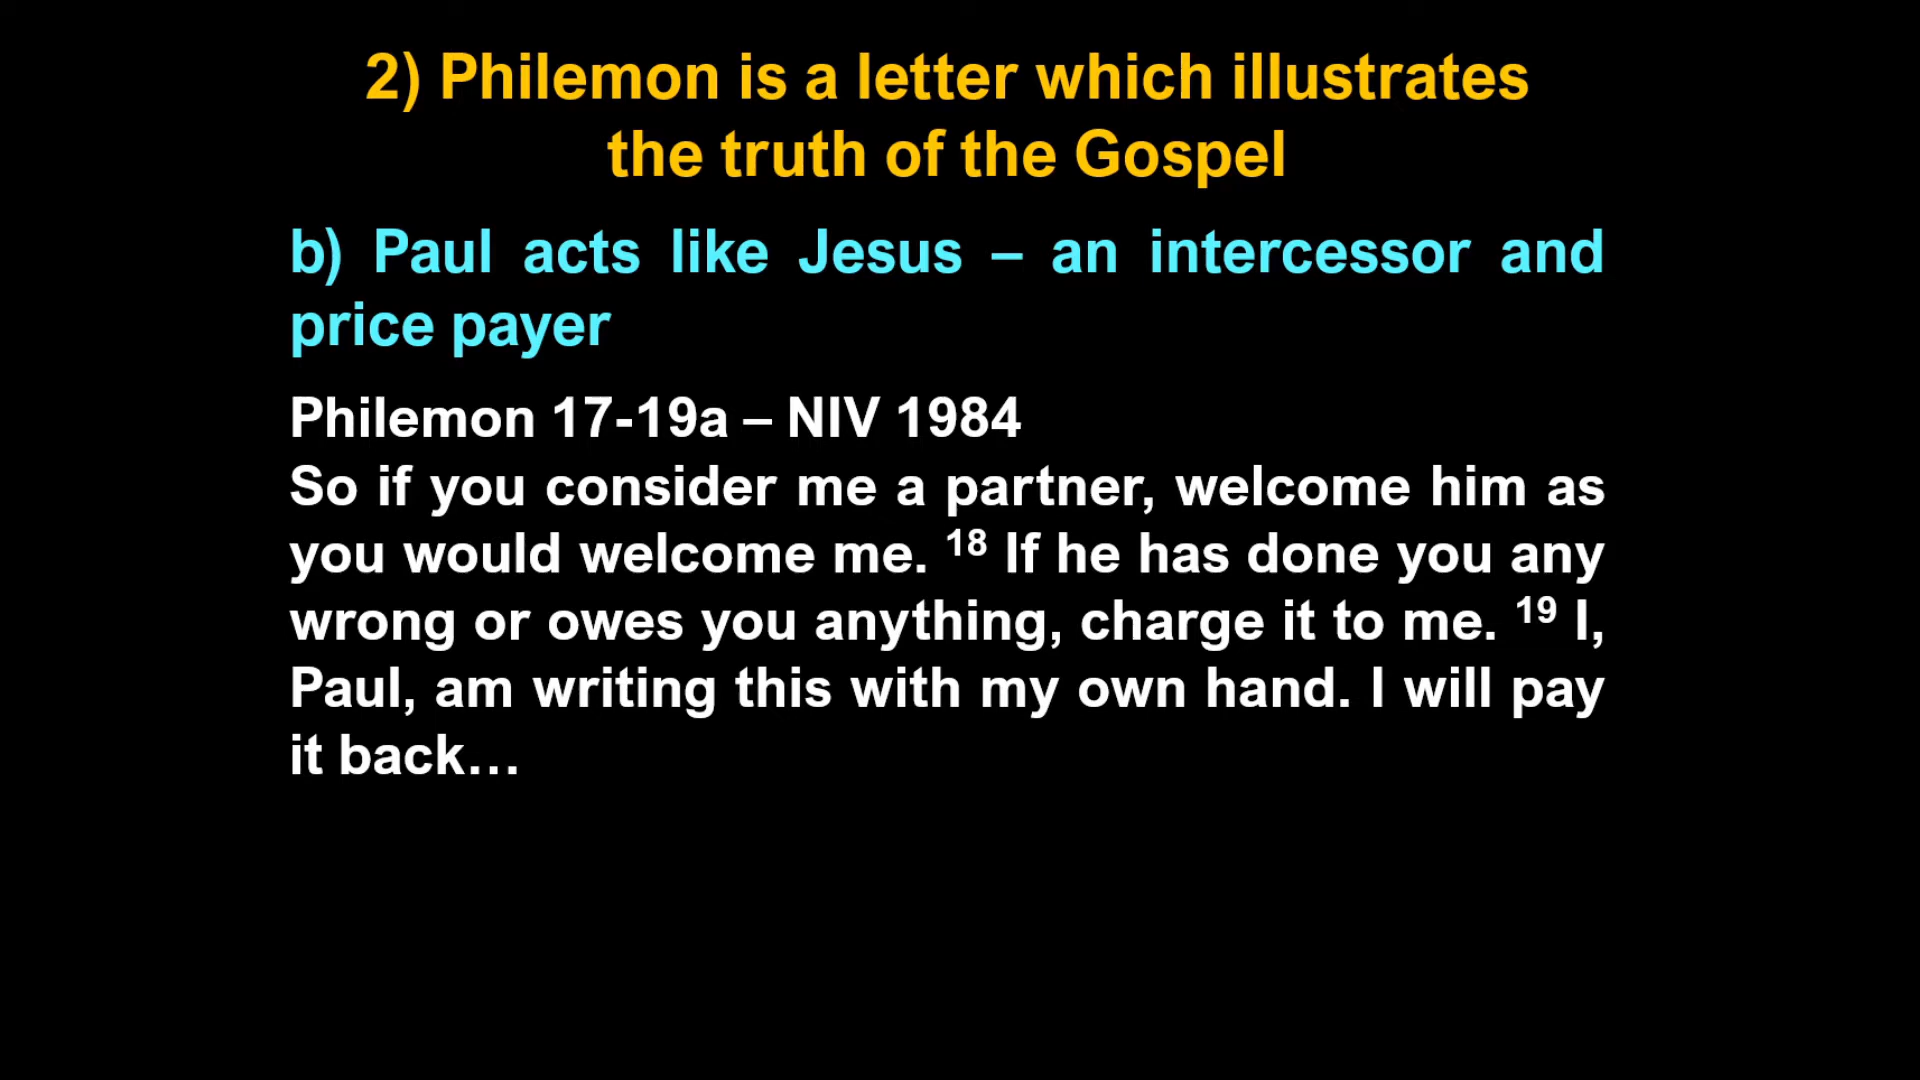 2) Philemon is a letter which illustrates
the truth of the Gospel
b) Paul acts like Jesus – an intercessor and
price payer
Philemon 17-19a – NIV 1984
So if you consider me a partner, welcome him as
you would welcome me. 18 If he has done you any
wrong or owes you anything, charge it to me. 19 I,
Paul, am writing this with my own hand. I will pay
it back…